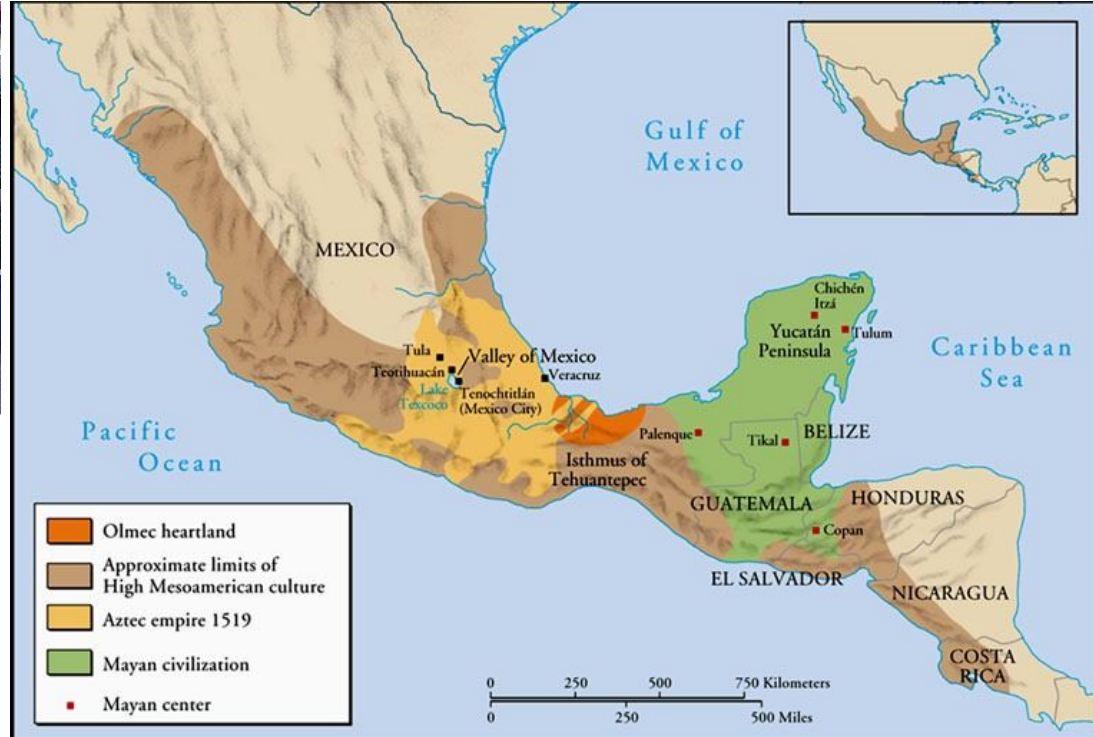 Gulf of
Mexico
MEXICO
Chichén
Itzá
Yucatán
Peninsula
Tulum
Caribbean
Sea
Tula
Valley of Mexico
Teotihuacán
Veracruz
Lake
Texcoco
Tenochtitlán
(Mexico City)
Pacific
Ocean
Palenque
Tikal
BELIZE
Isthmus of
Tehuantepec
GUATEMALA
HONDURAS
Copan
EL SALVADOR
NICARAGUA
COSTA
RICA
Olmec heartland
Approximate limits of
High Mesoamerican culture
Aztec empire 1519
Mayan civilization
Mayan center
0 250 500 750 Kilometers
0 250 500 Miles